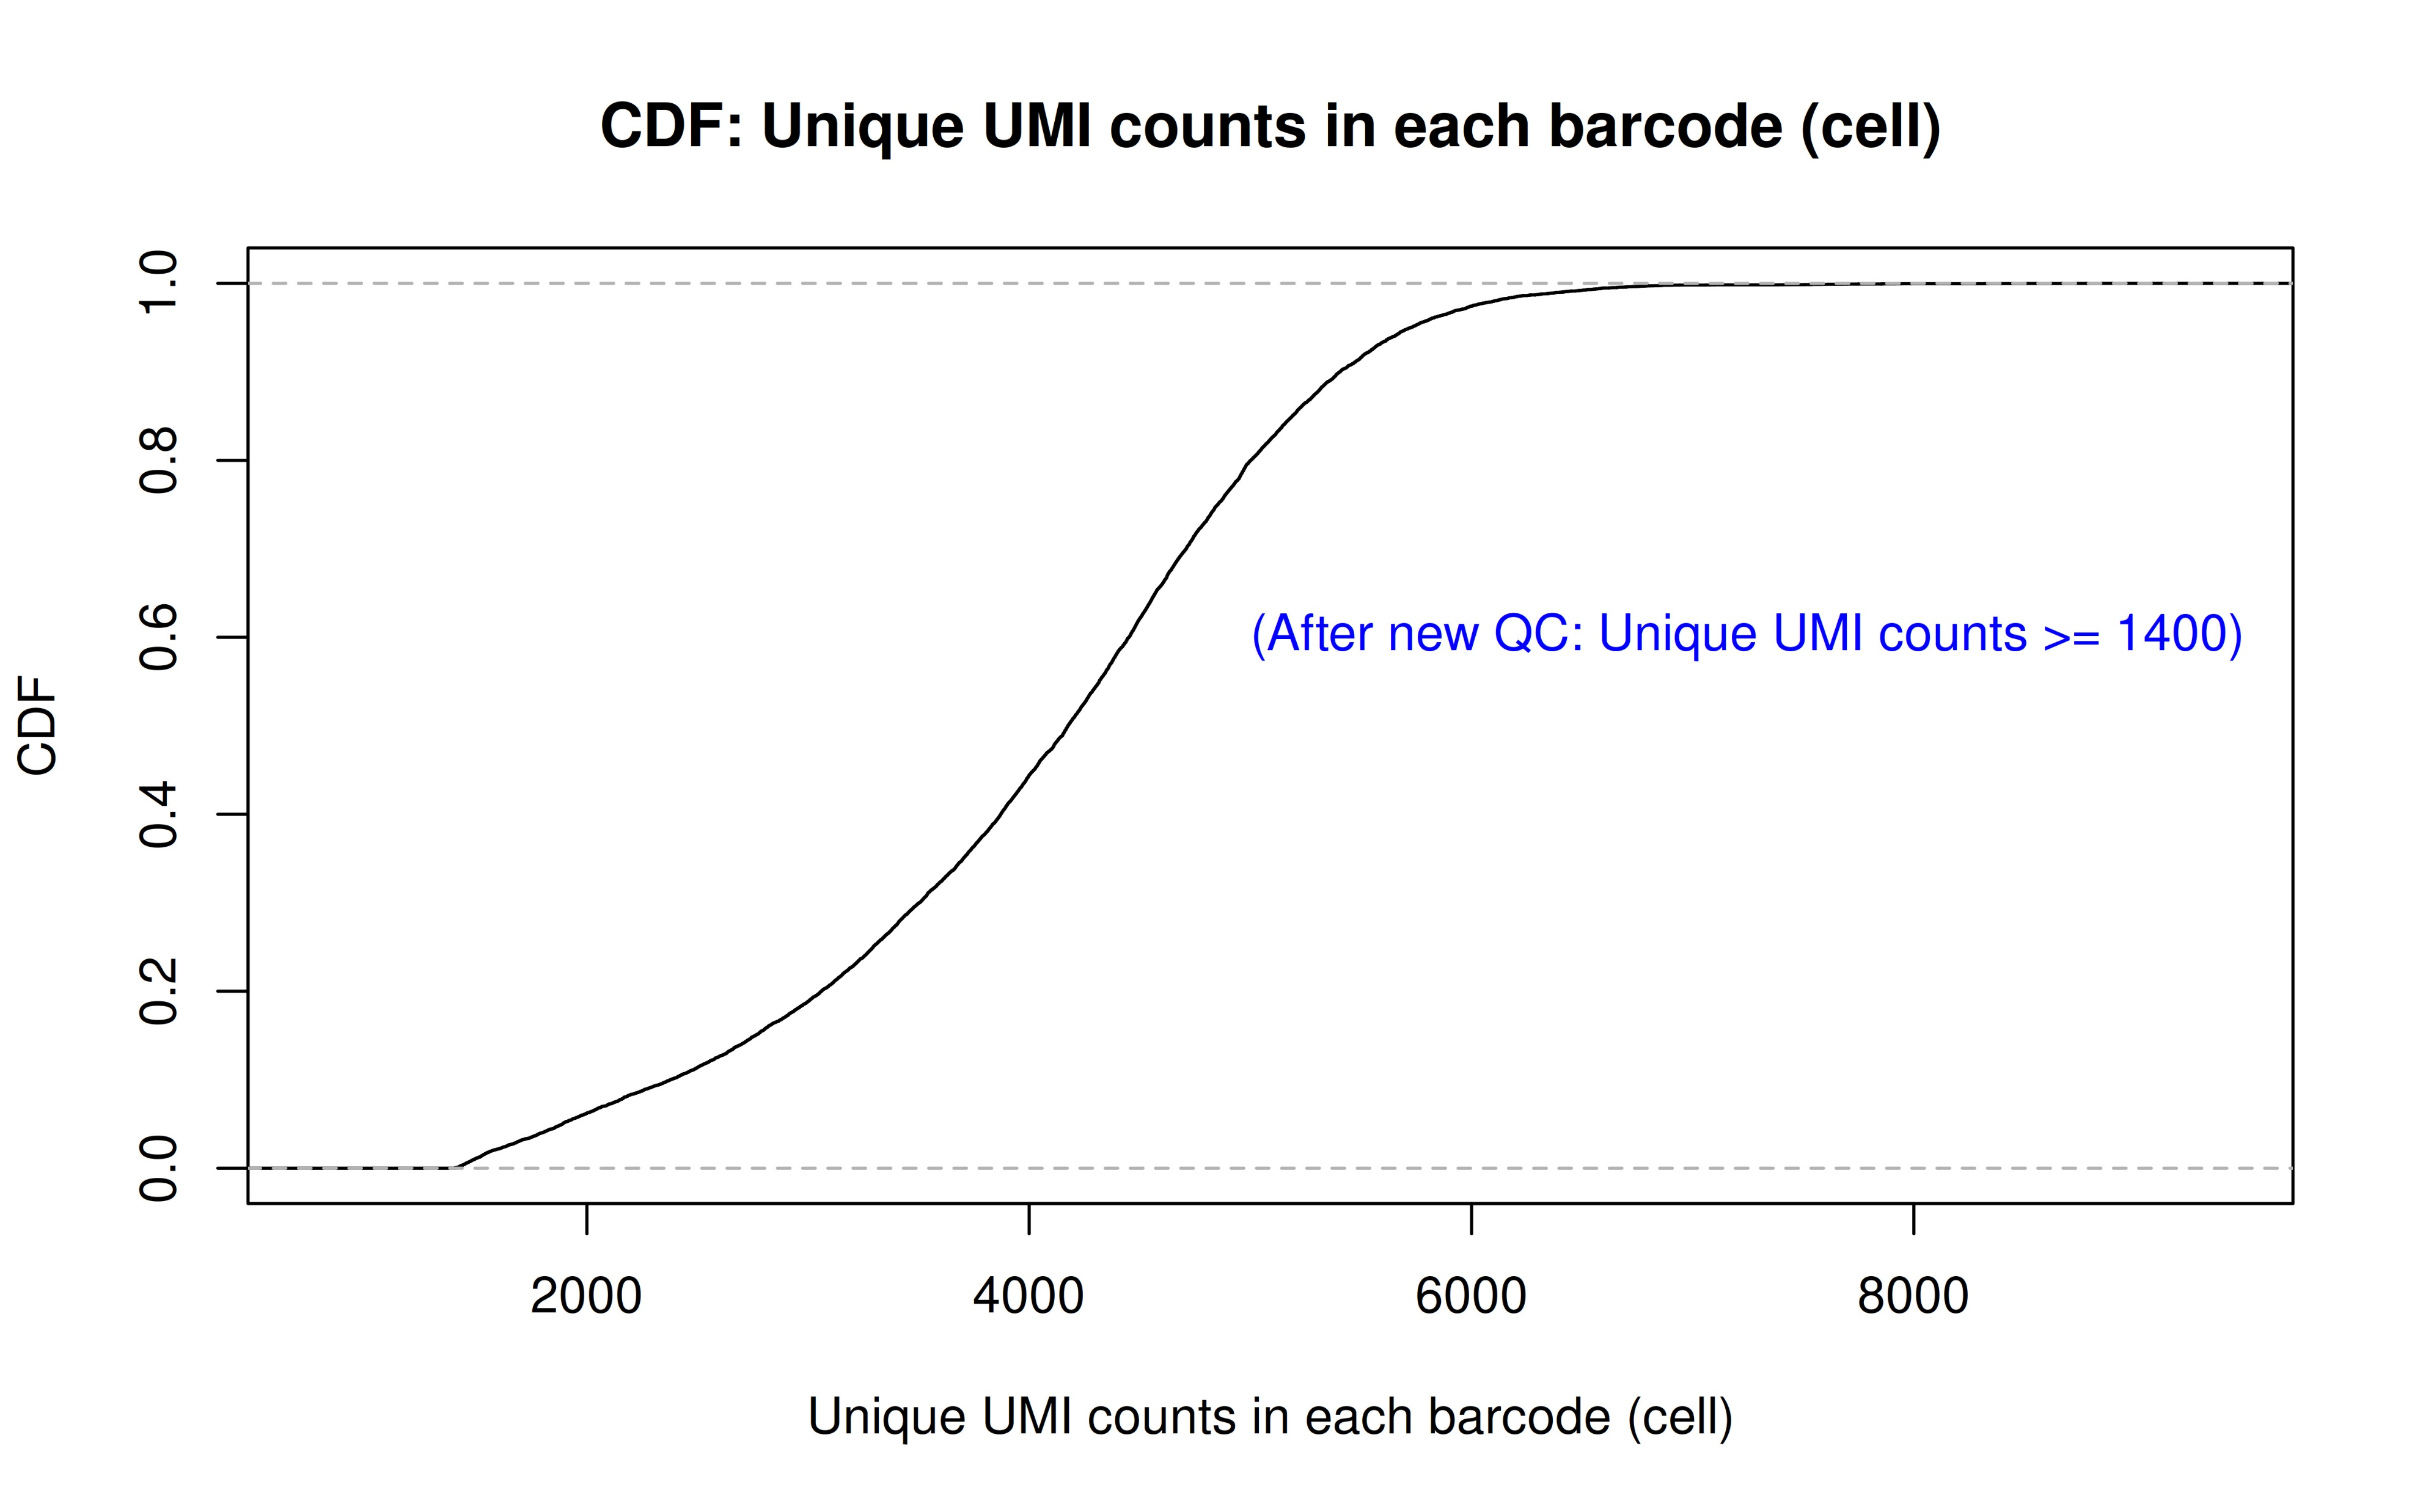 CDF: Unique UMI counts in each barcode (cell)
1.0
0.8
0.6
0.4
0.2
0.0
CDF
(After new QC: Unique UMI counts >= 1400)
2000 4000 6000 8000
Unique UMI counts in each barcode (cell)